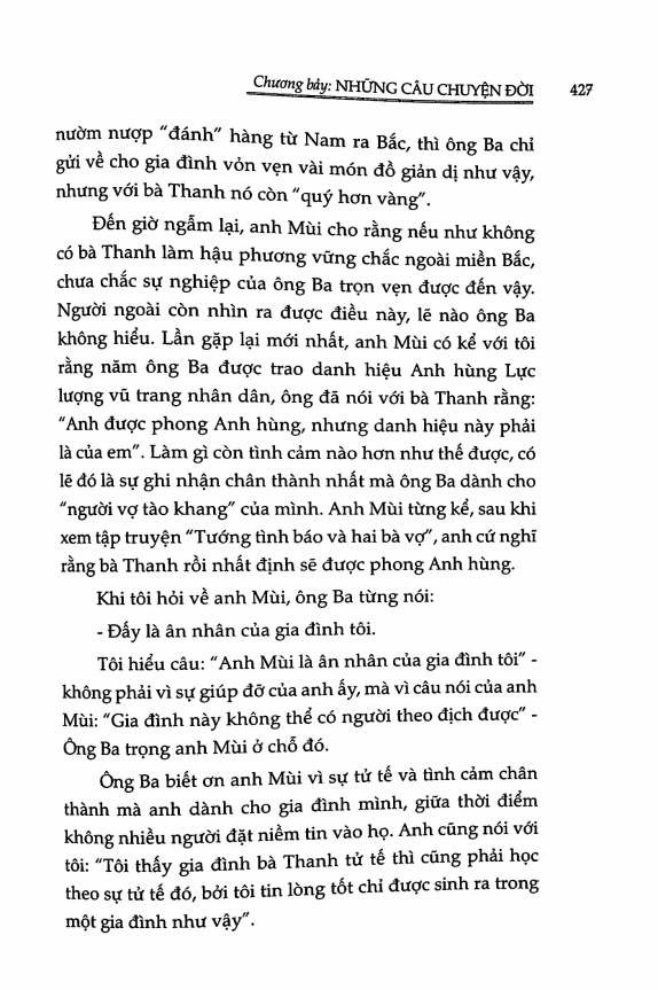 Chương bảy: NHỮNG CÂU CHUYỆN ĐỜI 427
nườm nượp "đánh" hàng từ Nam ra Bắc, thì ông Ba chỉ
gửi về cho gia đình vỏn vẹn vài món đồ giản dị như vậy,
nhưng với bà Thanh nó còn "quý hơn vàng".
Đến giờ ngẫm lại, anh Mùi cho rằng nếu như không
có bà Thanh làm hậu phương vững chắc ngoài miền Bắc,
chưa chắc sự nghiệp của ông Ba trọn vẹn được đến vậy.
Người ngoài còn nhìn ra được điều này, lẽ nào ông Ba
không hiểu. Lần gặp lại mới nhất, anh Mùi có kể với tôi
rằng năm ông Ba được trao danh hiệu Anh hùng Lực
lượng vũ trang nhân dân, ông đã nói với bà Thanh rằng:
"Anh được phong Anh hùng, nhưng danh hiệu này phải
là của em". Làm gì còn tình cảm nào hơn như thế được, có
lẽ đó là sự ghi nhận chân thành nhất mà ông Ba dành cho
"người vợ tào khang" của mình. Anh Mùi từng kể, sau khi
xem tập truyện "Tướng tình báo và hai bà vợ", anh cứ nghĩ
rằng bà Thanh rồi nhất định sẽ được phong Anh hùng.
Khi tôi hỏi về anh Mùi, ông Ba từng nói:
- Đấy là ân nhân của gia đình tôi.
Tôi hiểu câu: "Anh Mùi là ân nhân của gia đình tôi" -
không phải vì sự giúp đỡ của anh ấy, mà vì câu nói của anh
Mùi: "Gia đình này không thể có người theo địch được" -
Ông Ba trọng anh Mùi ở chỗ đó.
Ông Ba biết ơn anh Mùi vì sự tử tế và tình cảm chân
thành mà anh dành cho gia đình mình, giữa thời điểm
không nhiều người đặt niềm tin vào họ. Anh cũng nói với
tôi: "Tôi thấy gia đình bà Thanh tử tế thì cũng phải học
theo sự tử tế đó, bởi tôi tin lòng tốt chỉ được sinh ra trong
một gia đình như vậy".